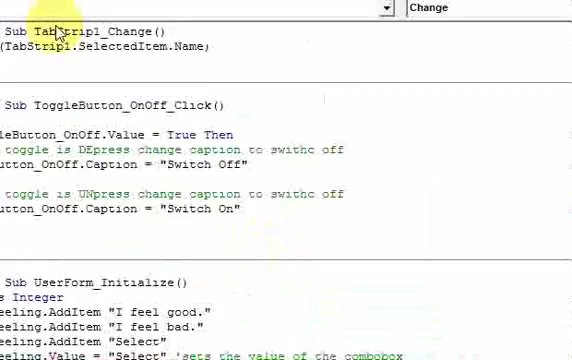 Change
Sub TabStrip1_Change()
(TabStrip1.SelectedItem.Name)
Sub ToggleButton_OnOff_Click()
leButton_OnOff.Value = True Then
toggle is DEpress change caption to swithc off
utton_OnOff.Caption = "Switch Off"
toggle is UNpress change caption to swithc off
utton_OnOff.Caption = "Switch On"
Sub UserForm_Initialize()
s Integer
eeling.AddItem "I feel good."
eeling.AddItem "I feel bad."
eeling.AddItem "Select"
eeling.Value = "Select" 'sets the value of the combobox